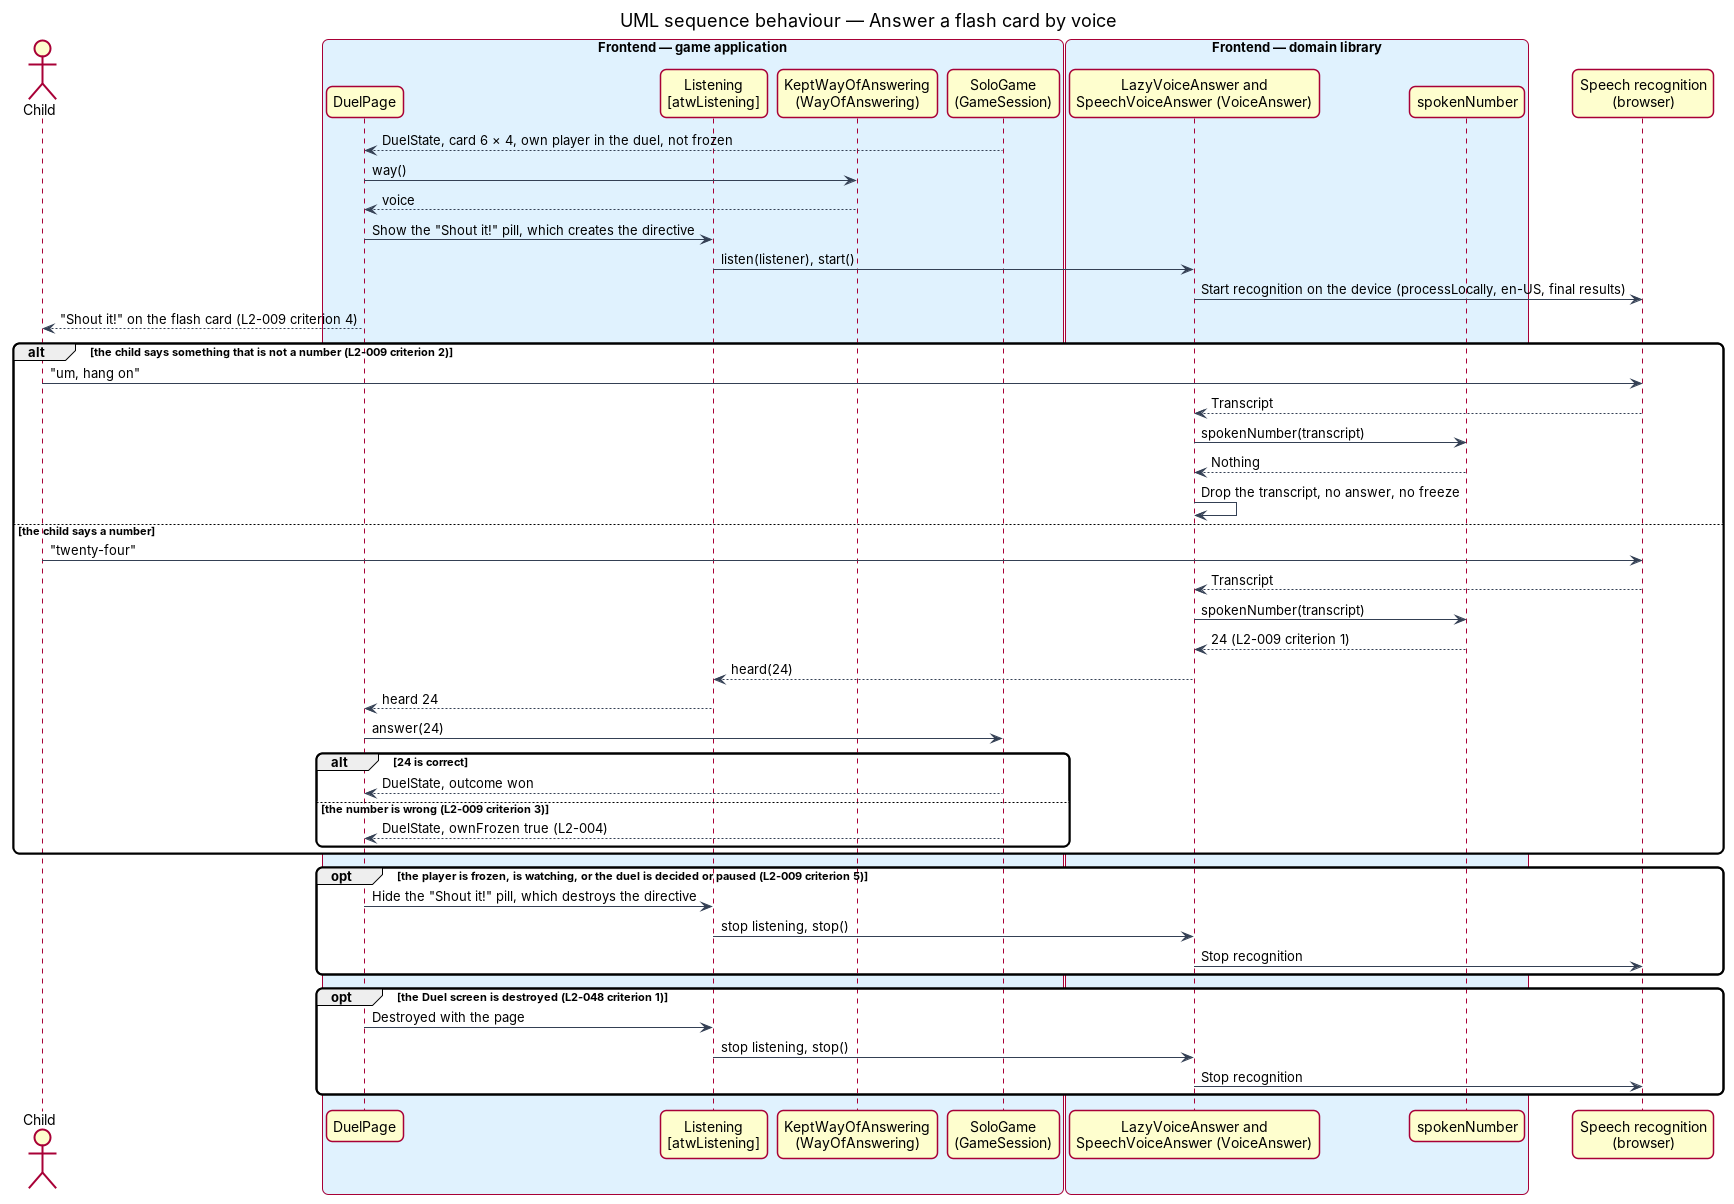 UML sequence behaviour — Answer a flash card by voice
Frontend — game application
Frontend — domain library
Child
DuelPage
Listening
[atwListening]
KeptWayOfAnswering
(WayOfAnswering)
SoloGame
(GameSession)
LazyVoiceAnswer and
SpeechVoiceAnswer (VoiceAnswer)
spokenNumber
Speech recognition
(browser)
DuelState, card 6 × 4, own player in the duel, not frozen
way()
voice
Show the "Shout it!" pill, which creates the directive
listen(listener), start()
Start recognition on the device (processLocally, en-US, final results)
"Shout it!" on the flash card (L2-009 criterion 4)
alt
[the child says something that is not a number (L2-009 criterion 2)]
"um, hang on"
Transcript
spokenNumber(transcript)
Nothing
Drop the transcript, no answer, no freeze
[the child says a number]
"twenty-four"
Transcript
spokenNumber(transcript)
24 (L2-009 criterion 1)
heard(24)
heard 24
answer(24)
alt
[24 is correct]
DuelState, outcome won
[the number is wrong (L2-009 criterion 3)]
DuelState, ownFrozen true (L2-004)
opt
[the player is frozen, is watching, or the duel is decided or paused (L2-009 criterion 5)]
Hide the "Shout it!" pill, which destroys the directive
stop listening, stop()
Stop recognition
opt
[the Duel screen is destroyed (L2-048 criterion 1)]
Destroyed with the page
stop listening, stop()
Stop recognition
Child
DuelPage
Listening
[atwListening]
KeptWayOfAnswering
(WayOfAnswering)
SoloGame
(GameSession)
LazyVoiceAnswer and
SpeechVoiceAnswer (VoiceAnswer)
spokenNumber
Speech recognition
(browser)